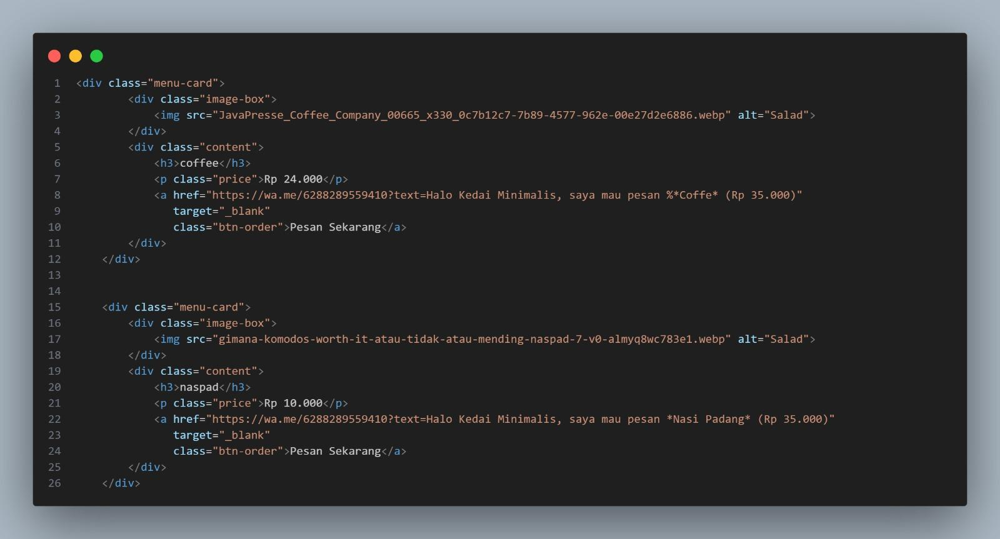 1 <div class="menu-card">
2         <div class="image-box">
3             <img src="JavaPresse_Coffee_Company_00665_x330_0c7b12c7-7b89-4577-962e-00e27d2e6886.webp" alt="Salad">
4         </div>
5         <div class="content">
6             <h3>coffee</h3>
7             <p class="price">Rp 24.000</p>
8             <a href="https://wa.me/6288289559410?text=Halo Kedai Minimalis, saya mau pesan %*Coffe* (Rp 35.000)"
9                target="_blank"
10                class="btn-order">Pesan Sekarang</a>
11         </div>
12     </div>
13
14
15     <div class="menu-card">
16         <div class="image-box">
17             <img src="gimana-komodos-worth-it-atau-tidak-atau-mending-naspad-7-v0-almyq8wc783e1.webp" alt="Salad">
18         </div>
19         <div class="content">
20             <h3>naspad</h3>
21             <p class="price">Rp 10.000</p>
22             <a href="https://wa.me/6288289559410?text=Halo Kedai Minimalis, saya mau pesan *Nasi Padang* (Rp 35.000)"
23                target="_blank"
24                class="btn-order">Pesan Sekarang</a>
25         </div>
26     </div>